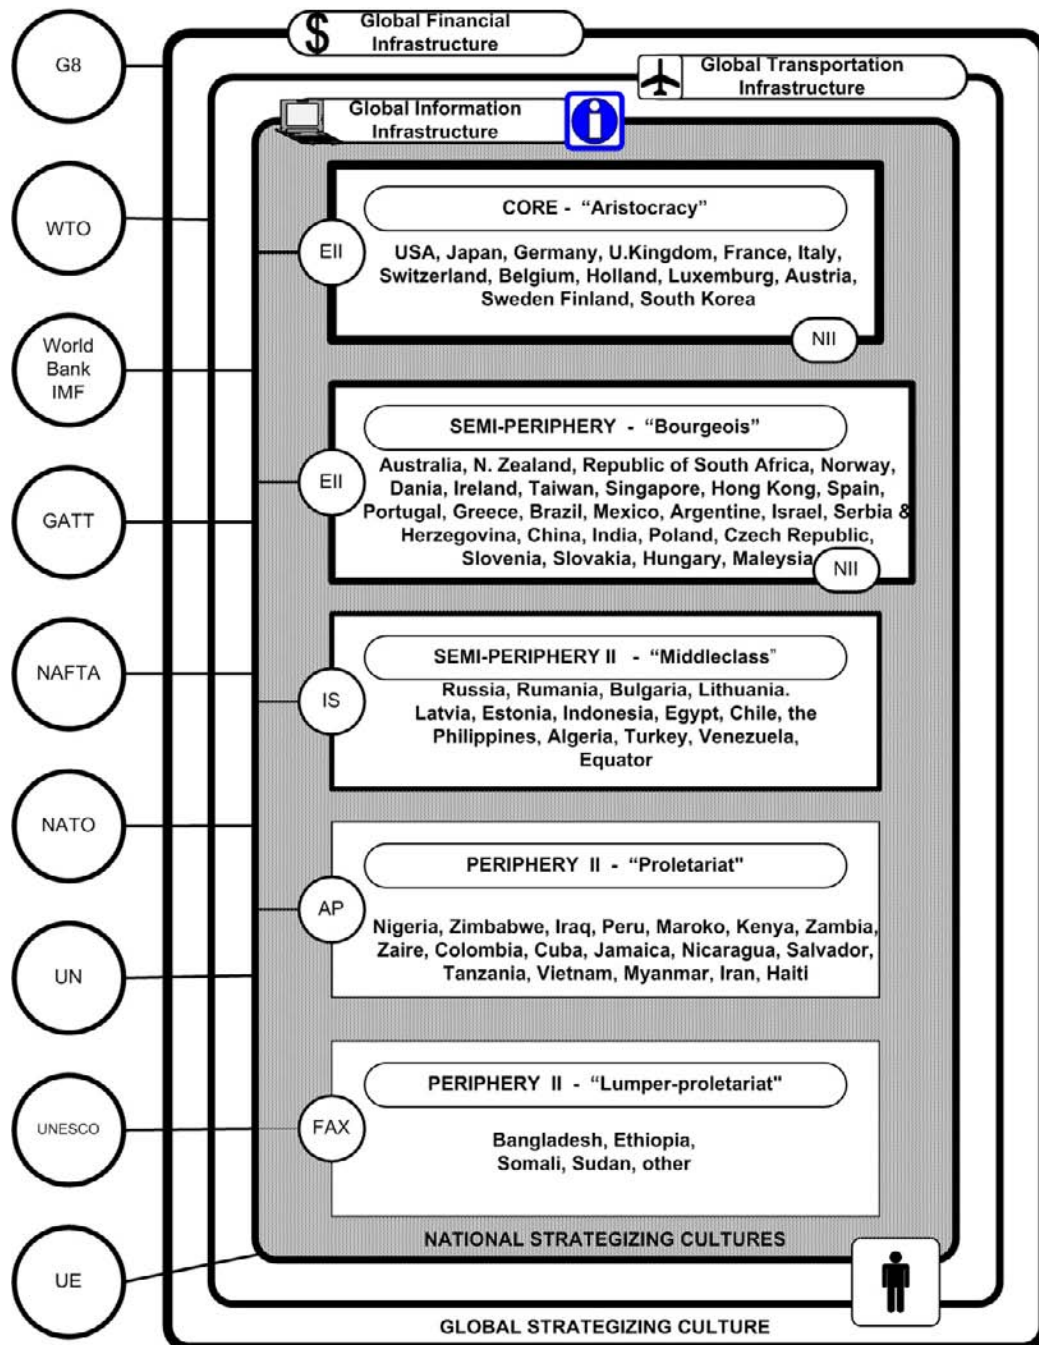 $
Global Financial
Infrastructure
G8
Global Transportation
Infrastructure
Global Information
Infrastructure
i
CORE - “Aristocracy”
WTO
EII
USA, Japan, Germany, U.Kingdom, France, Italy,
Switzerland, Belgium, Holland, Luxemburg, Austria,
Sweden Finland, South Korea
NII
World
Bank
IMF
SEMI-PERIPHERY - “Bourgeois”
EII
Australia, N. Zealand, Republic of South Africa, Norway,
Dania, Ireland, Taiwan, Singapore, Hong Kong, Spain,
Portugal, Greece, Brazil, Mexico, Argentine, Israel, Serbia &
Herzegovina, China, India, Poland, Czech Republic,
Slovenia, Slovakia, Hungary, Maleysia
NII
GATT
SEMI-PERIPHERY II - “Middleclass”
NAFTA
IS
Russia, Rumania, Bulgaria, Lithuania.
Latvia, Estonia, Indonesia, Egypt, Chile, the
Philippines, Algeria, Turkey, Venezuela,
Equator
NATO
PERIPHERY II - “Proletariat"
AP
Nigeria, Zimbabwe, Iraq, Peru, Maroko, Kenya, Zambia,
Zaire, Colombia, Cuba, Jamaica, Nicaragua, Salvador,
Tanzania, Vietnam, Myanmar, Iran, Haiti
UN
PERIPHERY II - “Lumper-proletariat"
UNESCO
FAX
Bangladesh, Ethiopia,
Somali, Sudan, other
NATIONAL STRATEGIZING CULTURES
UE
GLOBAL STRATEGIZING CULTURE